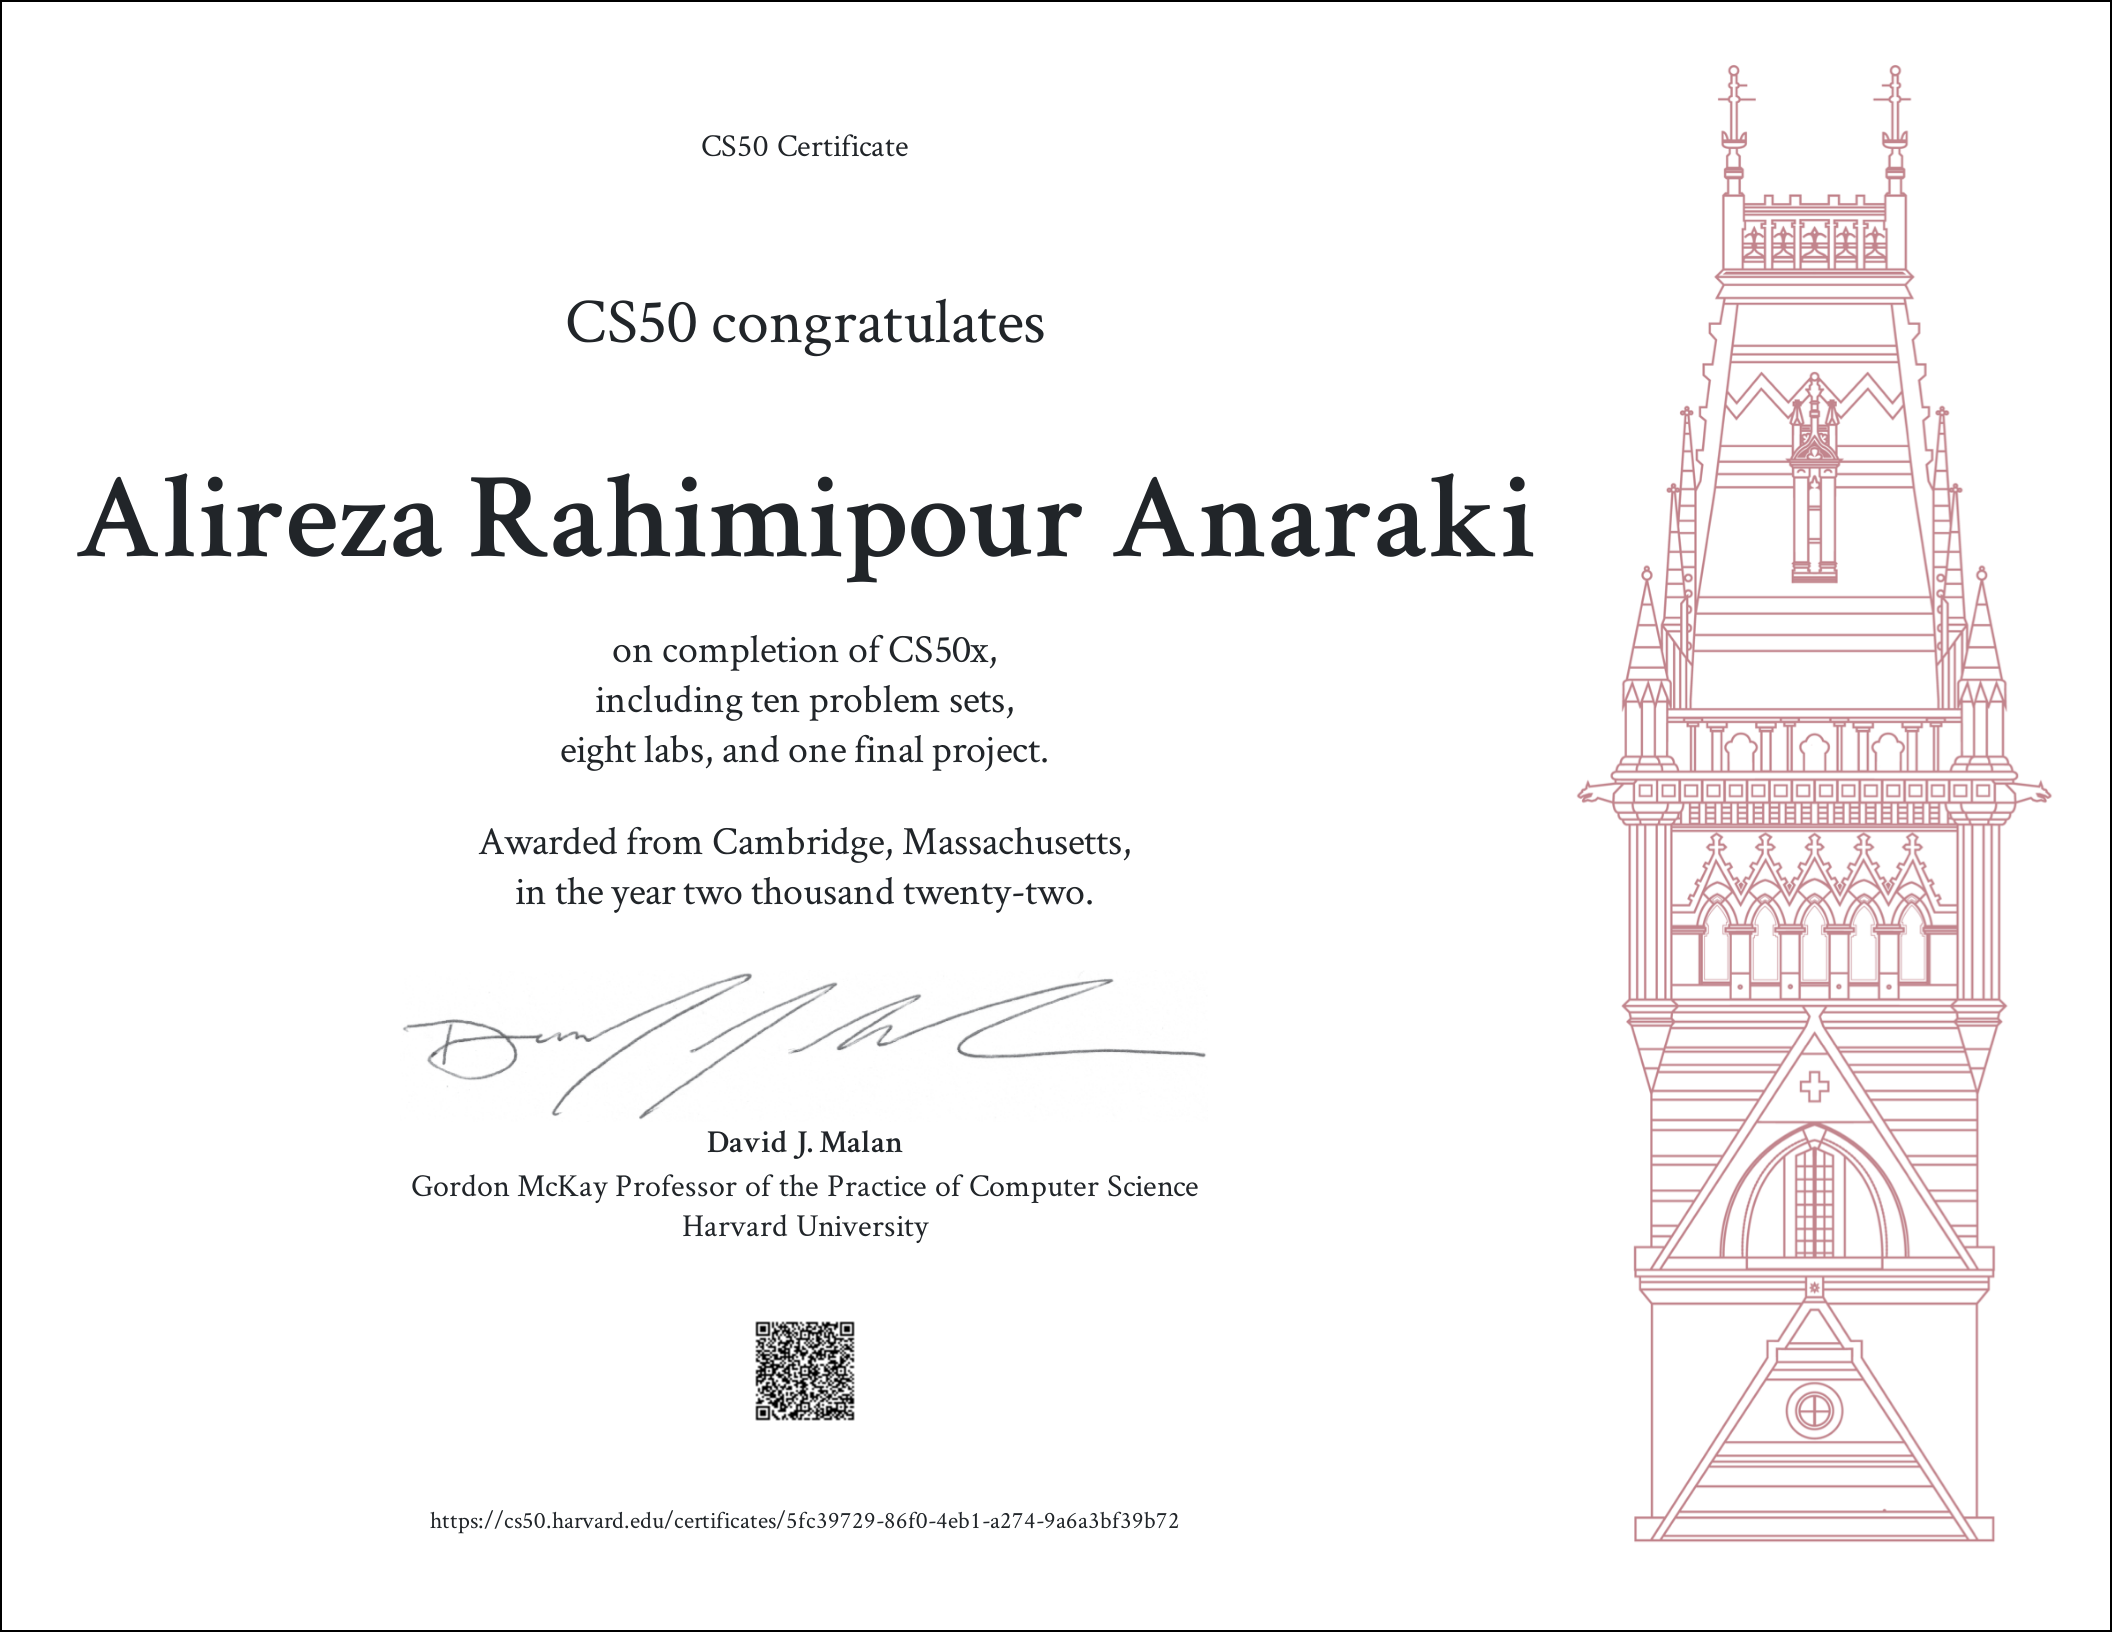 CS50 Certificate
CS50 congratulates
Alireza Rahimipour Anaraki
on completion of CS50x,
including ten problem sets,
eight labs, and one final project.
Awarded from Cambridge, Massachusetts,
in the year two thousand twenty-two.
David J. Malan
Gordon McKay Professor of the Practice of Computer Science
Harvard University
https://cs50.harvard.edu/certificates/5fc39729-86f0-4eb1-a274-9a6a3bf39b72